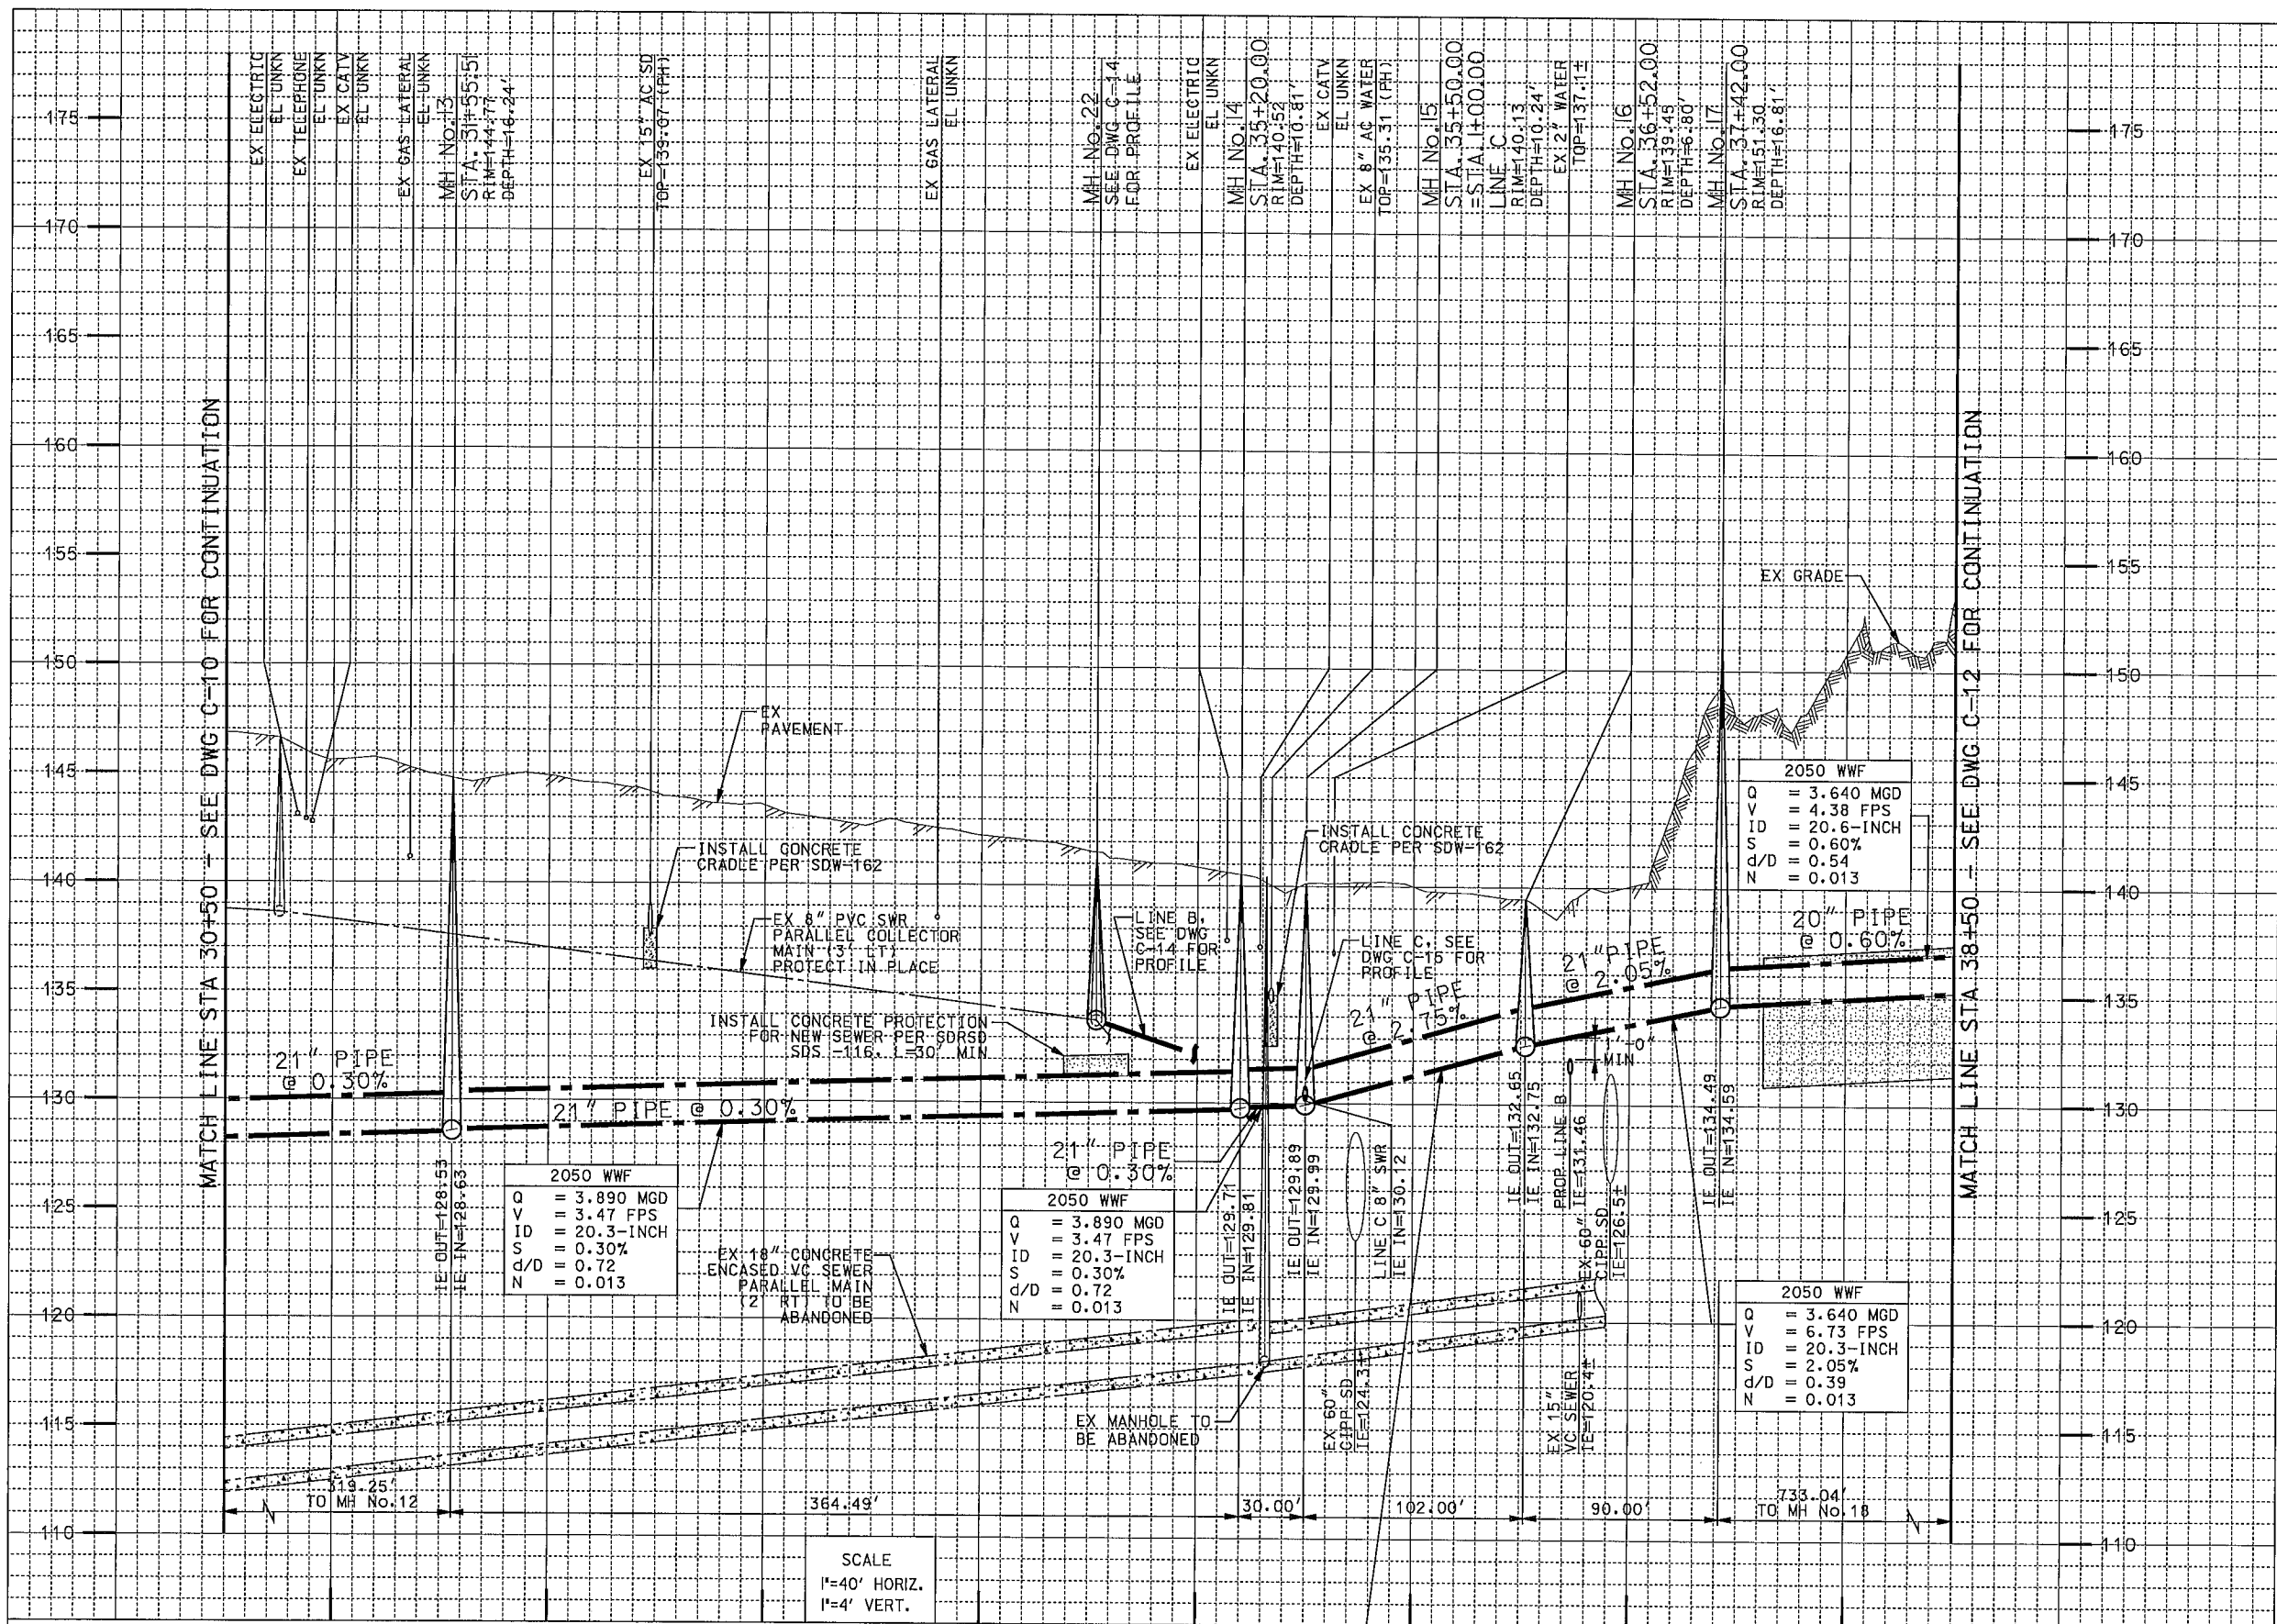 EX ELECTRIC
EL UNKN
EX TELEPHONE
EL UNKN
EX CATV
EL UNKN
EX GAS LATERAL
EL UNKN
MH No. 13
STA. 31+55.51
RIM=144.77
DEPTH=16.24'
EX 15" AC SD
TOP=139.07 (PH)
EX GAS LATERAL
EL UNKN
MH No. 22
SEE DWG C-14
FOR PROFILE
EX ELECTRIC
EL UNKN
MH No. 14
STA. 35+20.00
RIM=140.52
DEPTH=10.81'
EX CATV
EL UNKN
EX 8" AC WATER
TOP=135.31 (PH)
MH No. 15
STA. 35+50.00
=STA. 1+00.00
LINE C
RIM=140.13
DEPTH=10.24'
EX 2" WATER
TOP=137.1±
MH No. 16
STA. 36+52.00
RIM=139.45
DEPTH=6.80'
MH No. 17
STA. 37+42.00
RIM=151.30
DEPTH=16.81'
175
170
165
160
155
150
145
140
135
130
125
120
115
110
175
170
165
160
155
150
145
140
135
130
125
120
115
110
MATCH LINE STA 30+50 - SEE DWG C-10 FOR CONTINUATION
MATCH LINE STA 38+50 - SEE DWG C-12 FOR CONTINUATION
EX GRADE
EX
PAVEMENT
INSTALL CONCRETE
CRADLE PER SDW-162
EX 8" PVC SWR
PARALLEL COLLECTOR
MAIN (3' LT)
PROTECT IN PLACE
INSTALL CONCRETE PROTECTION
FOR NEW SEWER PER SDRSD
SDS -116, L=30' MIN
LINE B,
SEE DWG
C-14 FOR
PROFILE
INSTALL CONCRETE
CRADLE PER SDW-162
LINE C, SEE
DWG C-15 FOR
PROFILE
21" PIPE
@ 2.75%
21" PIPE
@ 2.05%
20" PIPE
@ 0.60%
2050 WWF
Q = 3.640 MGD
V = 4.38 FPS
ID = 20.6-INCH
S = 0.60%
d/D = 0.54
N = 0.013
21" PIPE
@ 0.30%
21" PIPE @ 0.30%
21" PIPE
@ 0.30%
1'-0"
MIN
IE OUT=128.53
IE IN=128.63
2050 WWF
Q = 3.890 MGD
V = 3.47 FPS
ID = 20.3-INCH
S = 0.30%
d/D = 0.72
N = 0.013
EX 18" CONCRETE
ENCASED VC SEWER
PARALLEL MAIN
(2' RT) TO BE
ABANDONED
2050 WWF
Q = 3.890 MGD
V = 3.47 FPS
ID = 20.3-INCH
S = 0.30%
d/D = 0.72
N = 0.013
IE OUT=129.71
IE IN=129.81
IE OUT=129.89
IE IN=129.99
LINE C 8" SWR
IE IN=130.12
EX 60"
CIPP SD
IE=124.3±
EX MANHOLE TO
BE ABANDONED
IE OUT=132.65
IE IN=132.75
PROP LINE B
IE=131.46
EX 60"
CIPP SD
IE=126.5±
EX 15"
VC SEWER
IE=120.4±
IE OUT=134.49
IE IN=134.59
2050 WWF
Q = 3.640 MGD
V = 6.73 FPS
ID = 20.3-INCH
S = 2.05%
d/D = 0.39
N = 0.013
319.25'
TO MH No.12
364.49'
30.00'
102.00'
90.00'
733.04'
TO MH No.18
SCALE
1"=40' HORIZ.
1"=4' VERT.